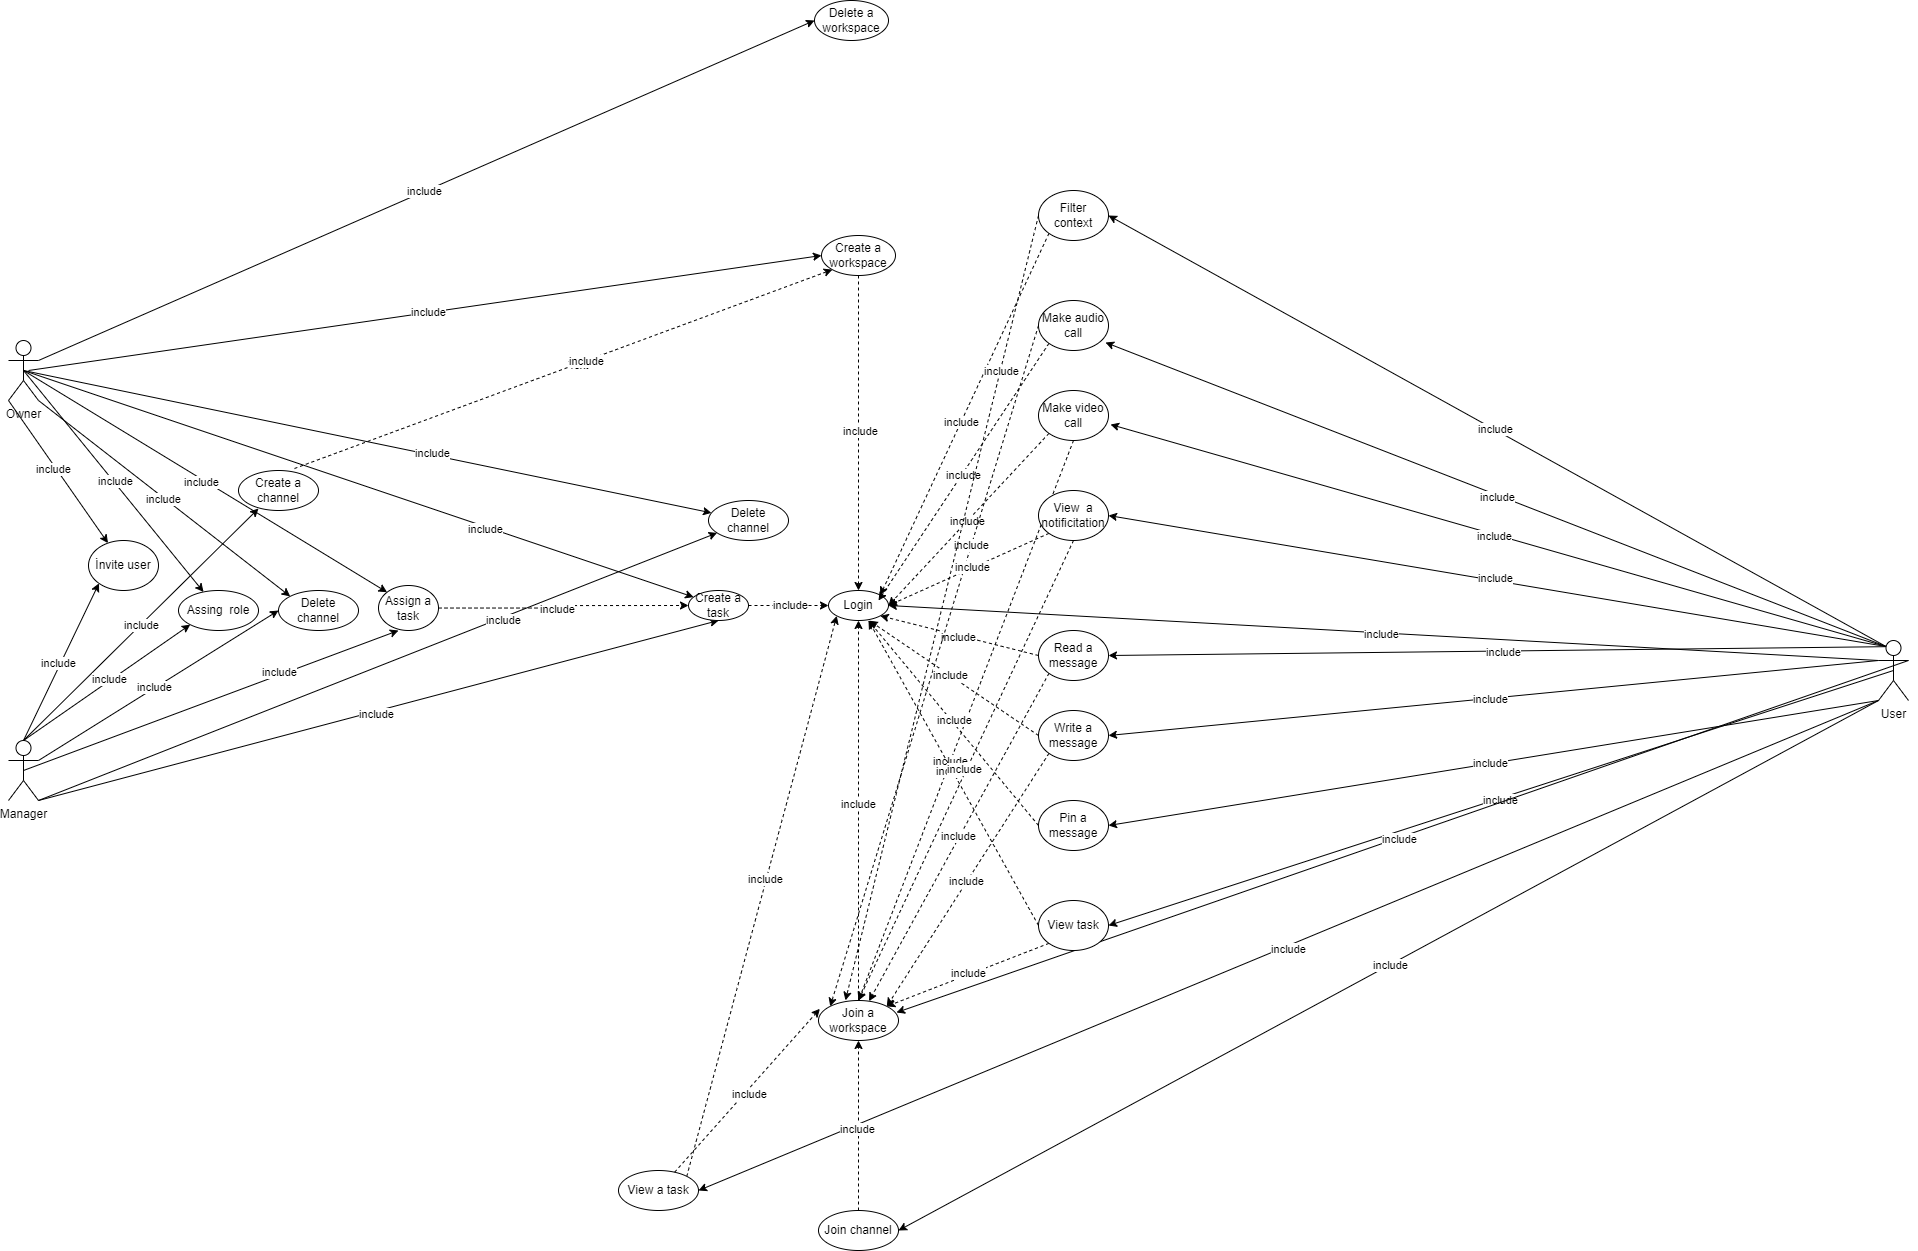 Delete a
workspace
include
Filter
context
Create a
workspace
include
Make audio
call
include
include
include
Make video
call
Owner
include
include
include
include
include
include
include
include
Create a
channel
include
include
include
Delete
channel
include
View a
notificitation
include
include
include
include
İnvite user
include
include
Assing role
Delete
channel
Assign a
task
include
Create a
task
include
Login
include
include
include
include
Read a
message
include
include
include
include
include
include
include
User
include
include
Write a
message
Manager
include
include
include
include
include
include
Pin a
message
include
include
include
include
View task
include
include
include
Join a
workspace
include
include
View a task
Join channel